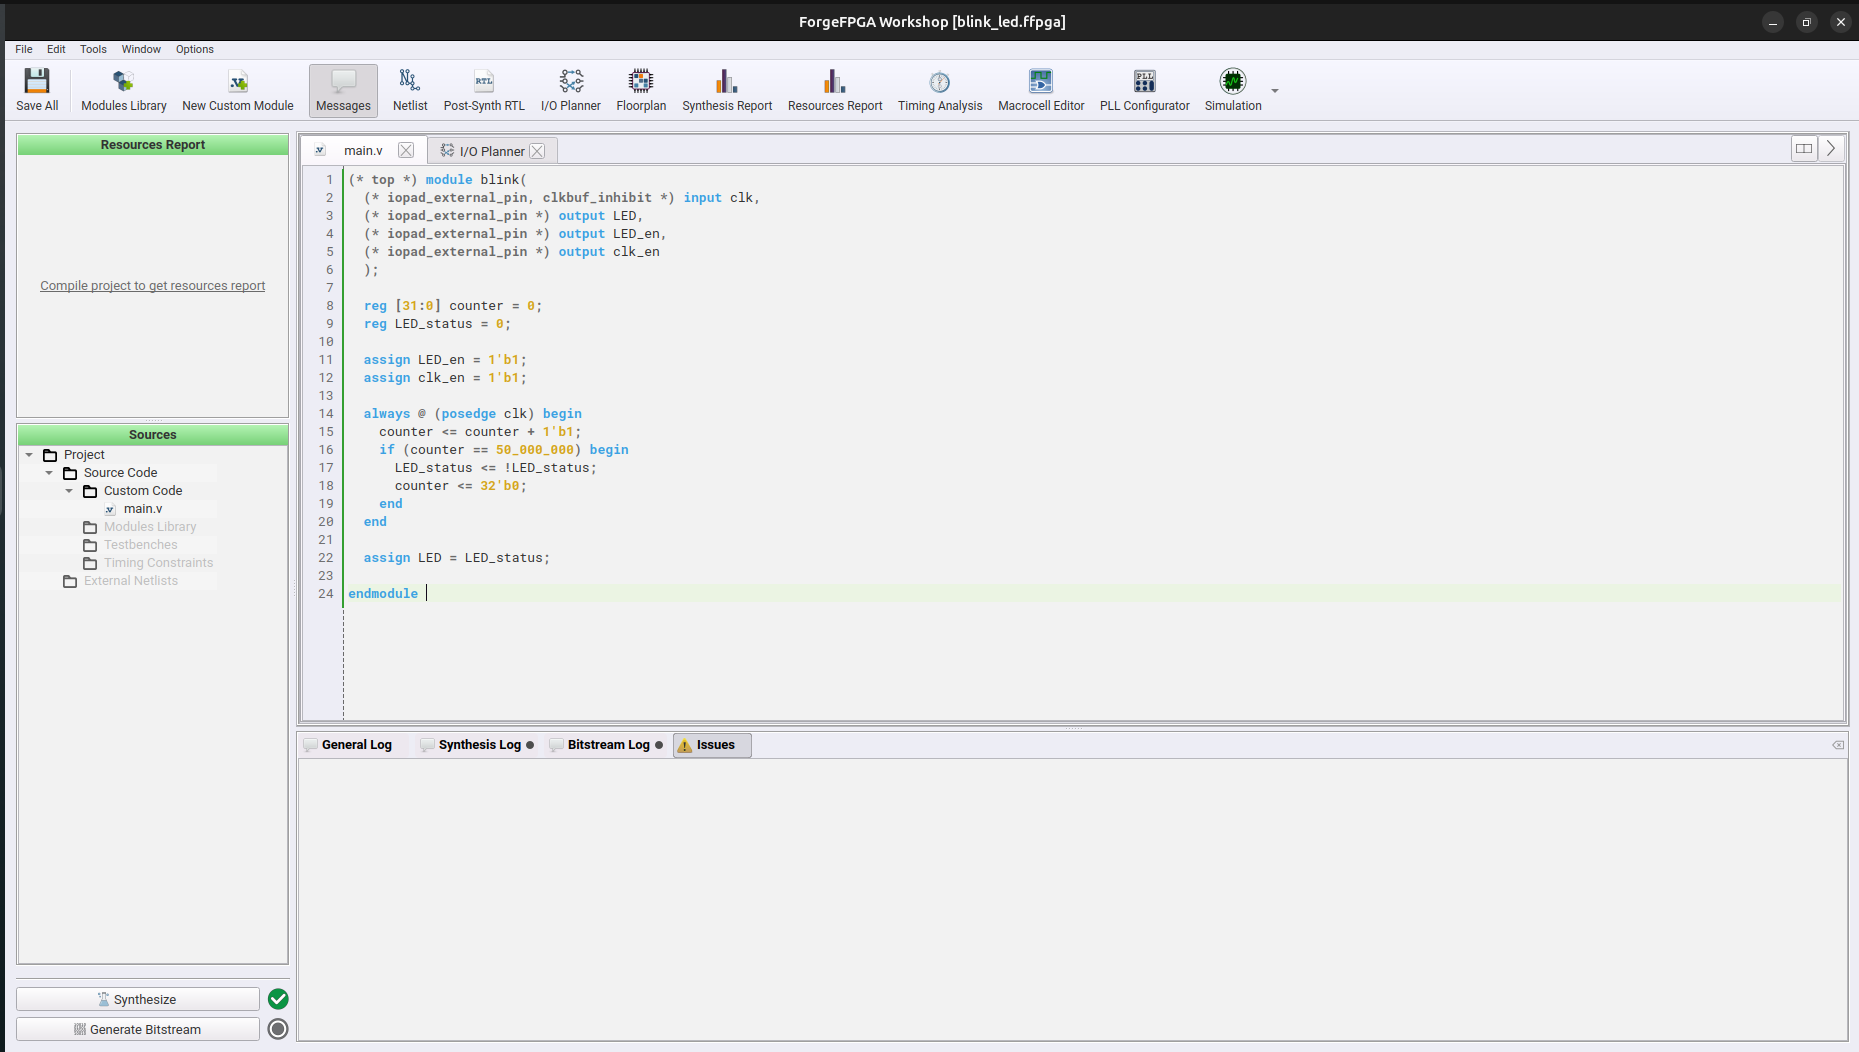 ForgeFPGA Workshop [blink_led.ffpga]
File Edit Tools Window Options
Save All Modules Library New Custom Module Messages Netlist Post-Synth RTL I/O Planner Floorplan Synthesis Report Resources Report Timing Analysis Macrocell Editor PLL Configurator Simulation
Resources Report
Compile project to get resources report
Sources
Project
Source Code
Custom Code
main.v
Modules Library
Testbenches
Timing Constraints
External Netlists
Synthesize
Generate Bitstream
main.v I/O Planner
1 (* top *) module blink(
2   (* iopad_external_pin, clkbuf_inhibit *) input clk,
3   (* iopad_external_pin *) output LED,
4   (* iopad_external_pin *) output LED_en,
5   (* iopad_external_pin *) output clk_en
6   );
7
8   reg [31:0] counter = 0;
9   reg LED_status = 0;
10
11   assign LED_en = 1'b1;
12   assign clk_en = 1'b1;
13
14   always @ (posedge clk) begin
15     counter <= counter + 1'b1;
16     if (counter == 50_000_000) begin
17       LED_status <= !LED_status;
18       counter <= 32'b0;
19     end
20   end
21
22   assign LED = LED_status;
23
24 endmodule
General Log Synthesis Log Bitstream Log Issues